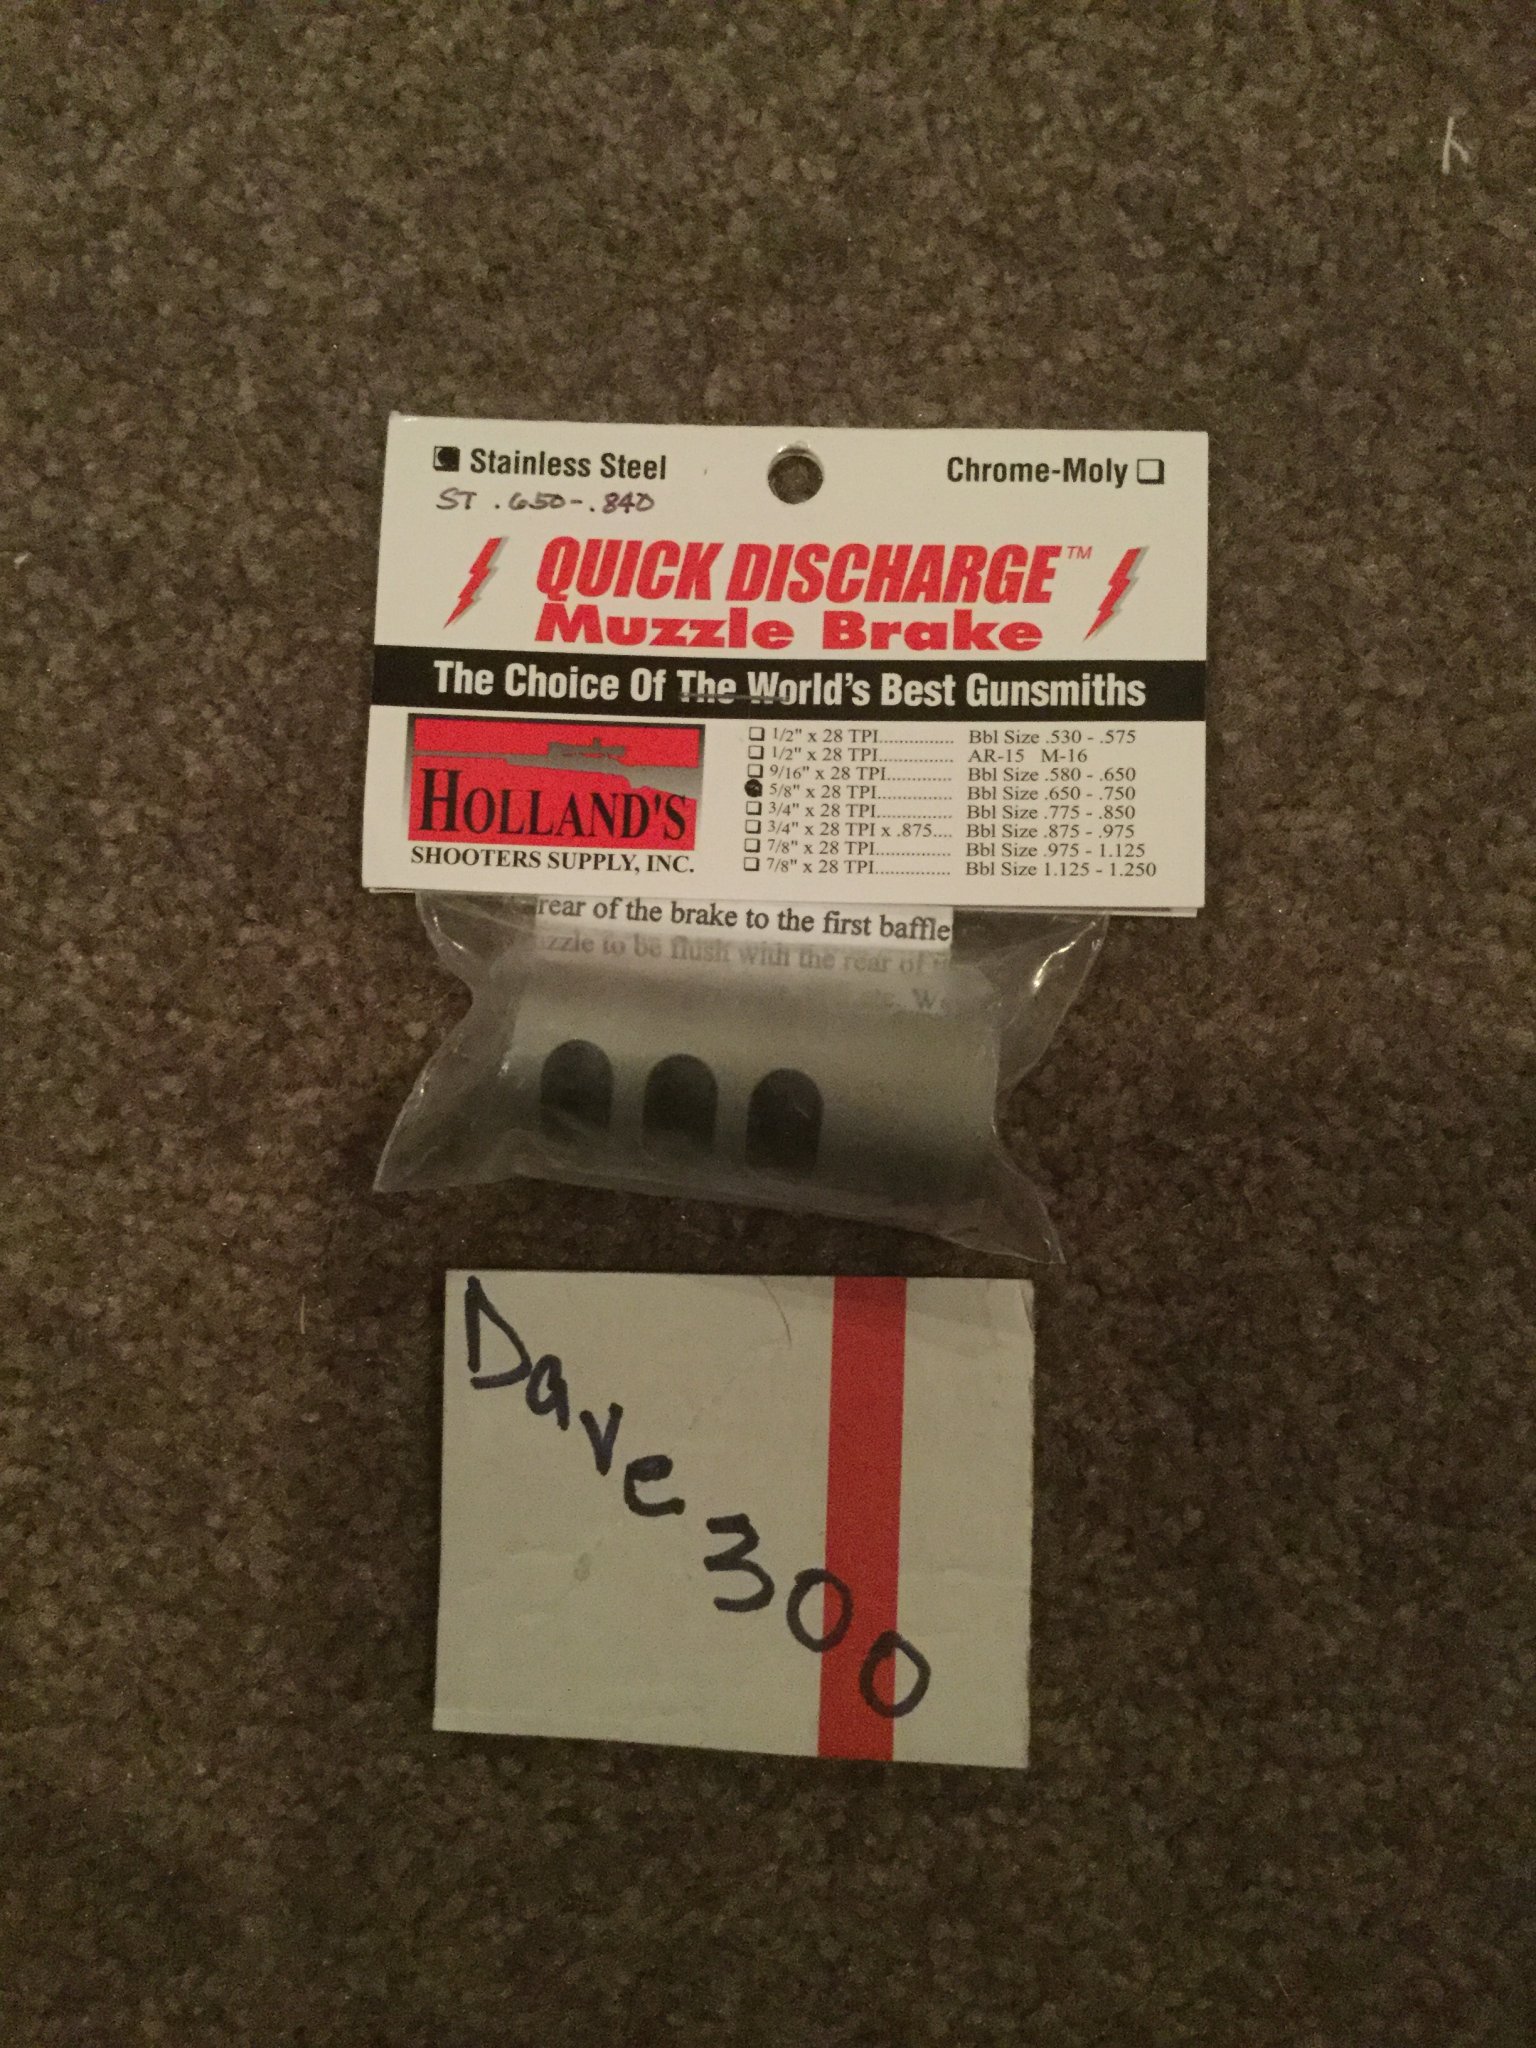 Stainless Steel
Chrome-Moly
ST .650-.840
QUICK DISCHARGE™
Muzzle Brake
The Choice Of The World's Best Gunsmiths
HOLLAND'S
SHOOTERS SUPPLY, INC.
1/2" x 28 TPI............... Bbl Size .530 - .575
1/2" x 28 TPI............... AR-15 M-16
9/16" x 28 TPI............. Bbl Size .580 - .650
5/8" x 28 TPI............... Bbl Size .650 - .750
3/4" x 28 TPI............... Bbl Size .775 - .850
3/4" x 28 TPI x .875.... Bbl Size .875 - .975
7/8" x 28 TPI............... Bbl Size .975 - 1.125
7/8" x 28 TPI............... Bbl Size 1.125 - 1.250
rear of the brake to the first baffle
to be flush with the rear of
Dave 300